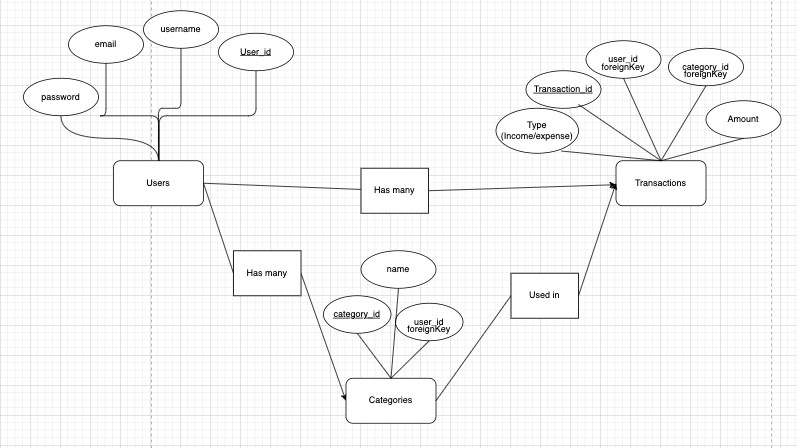 username
email
User_id
password
Users
user_id
foreignKey
category_id
foreignKey
Transaction_id
Type
(Income/expense)
Amount
Transactions
Has many
Has many
name
category_id
user_id
foreignKey
Used in
Categories